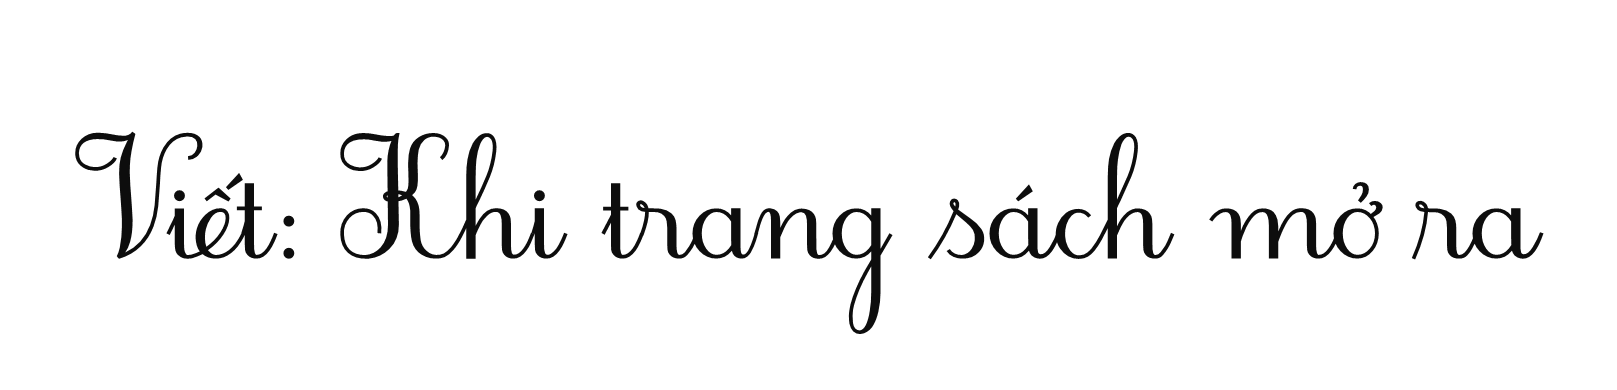 Viết: Khi trang sách mở ra